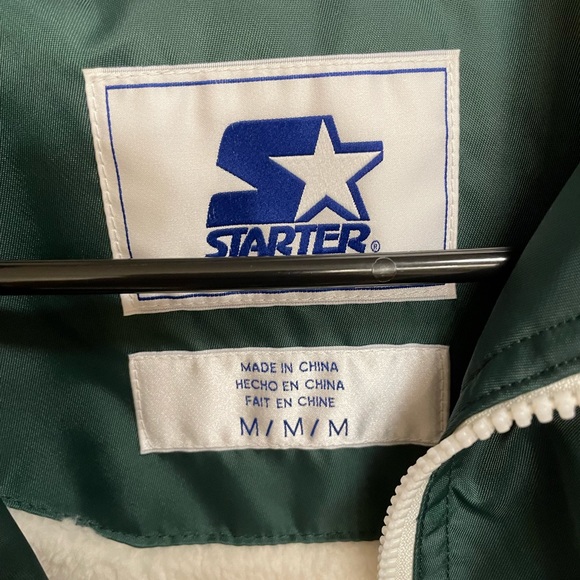 STARTER®
MADE IN CHINA
HECHO EN CHINA
FAIT EN CHINE
M/M/M